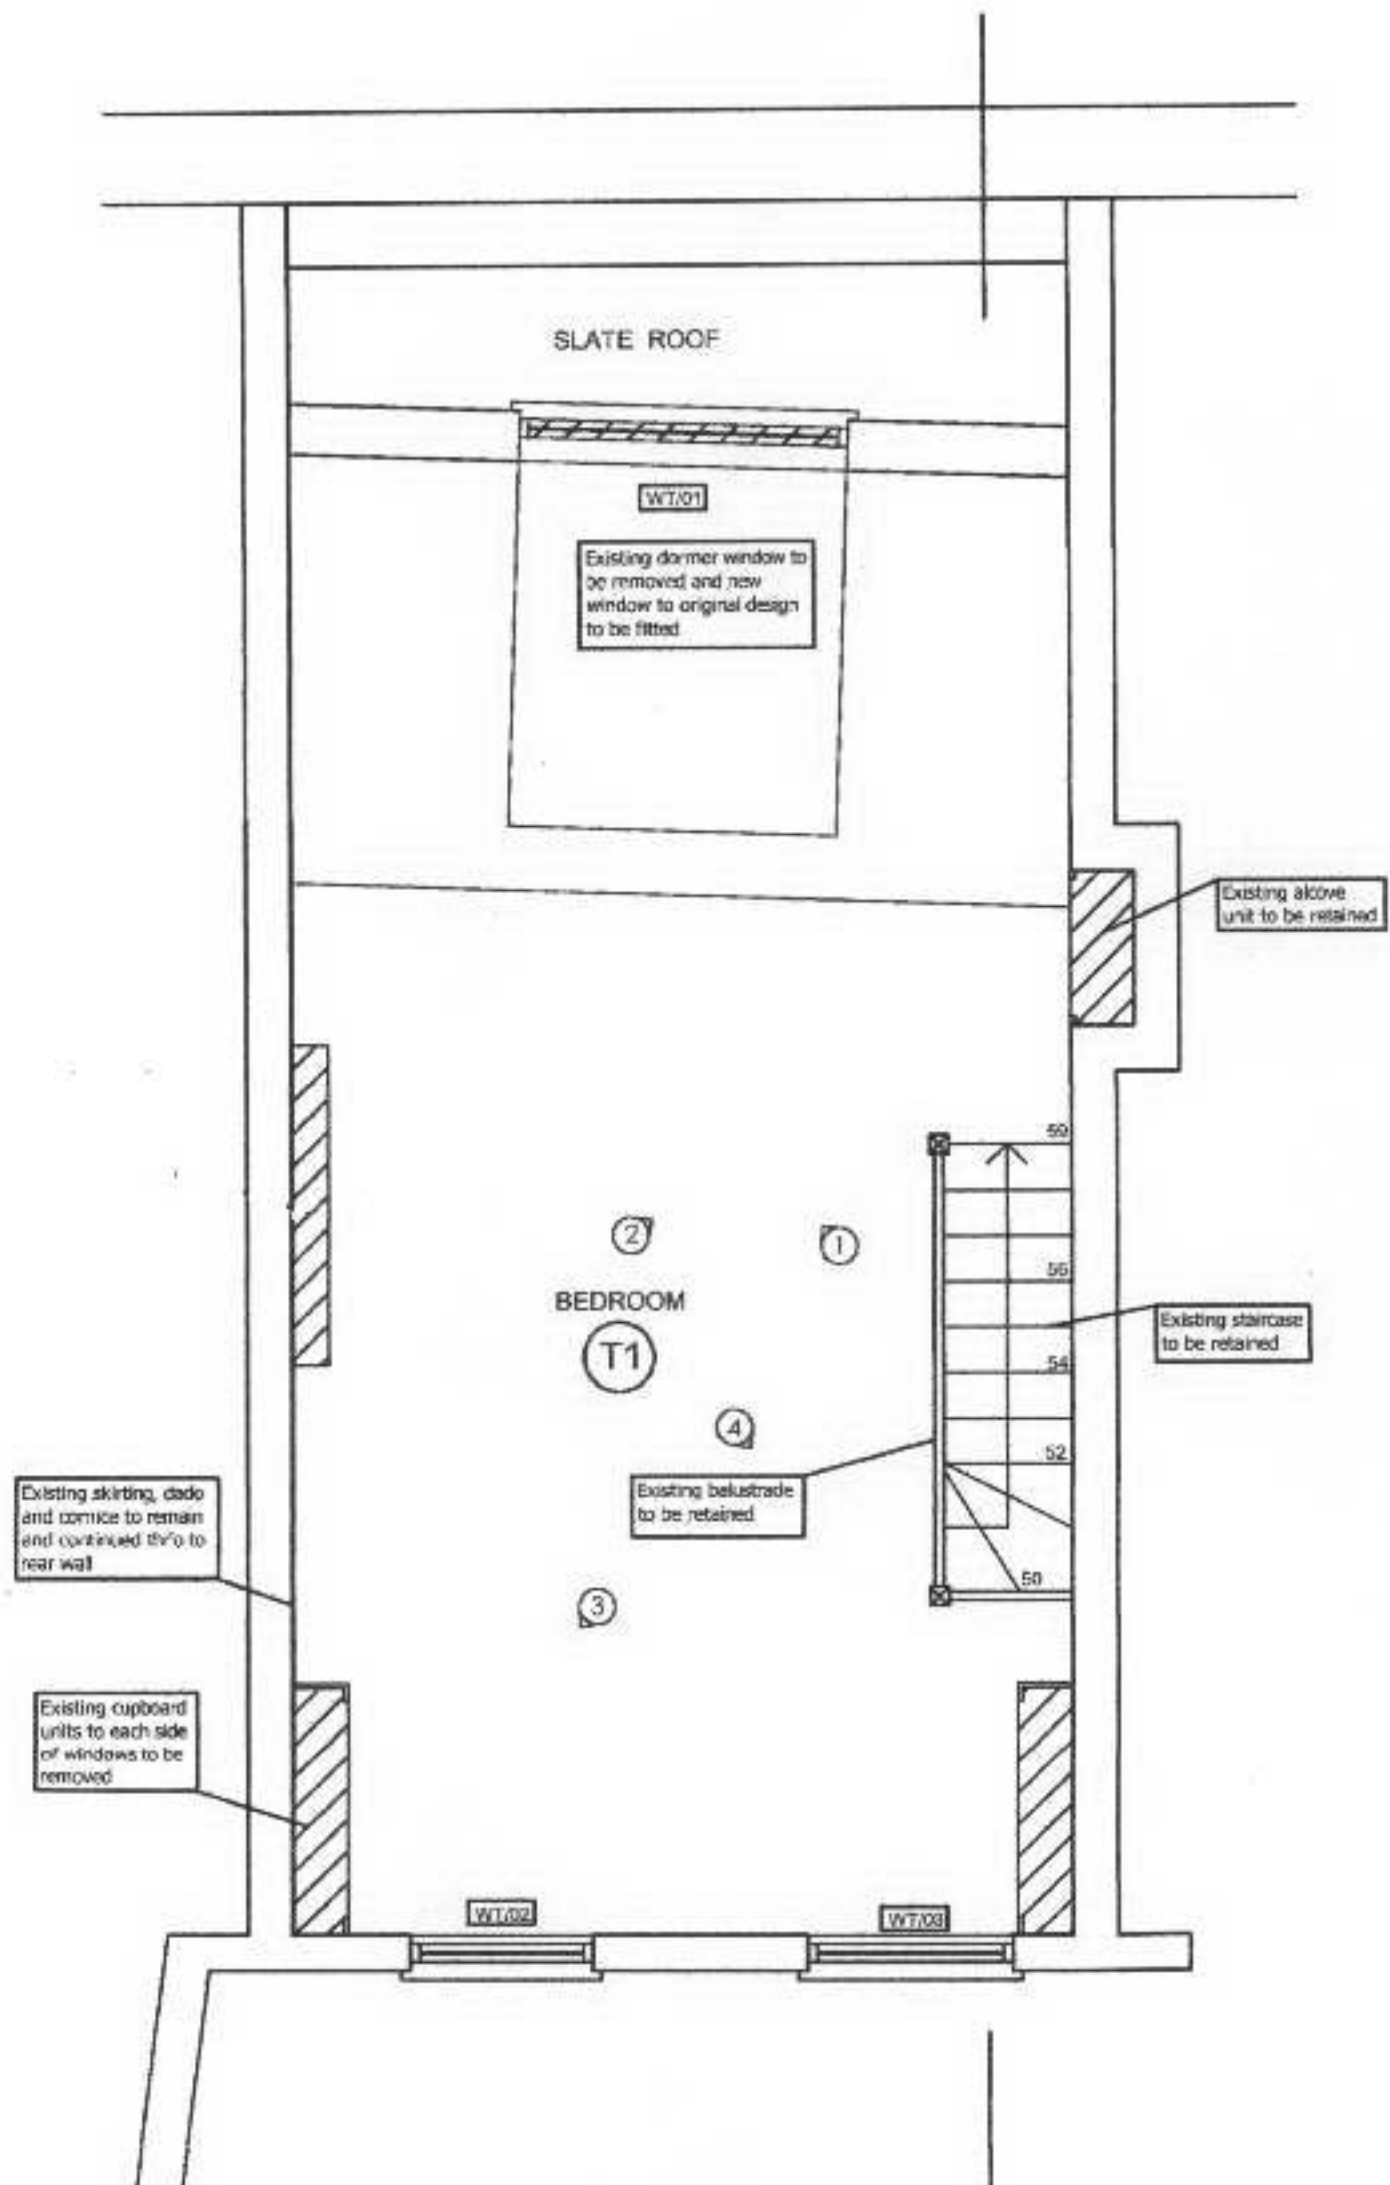 SLATE ROOF
WT/01
Existing dormer window to
be removed and new
window to original design
to be fitted
Existing alcove
unit to be retained
59
56
54
52
50
2
1
BEDROOM
T1
Existing staircase
to be retained
4
Existing balustrade
to be retained
Existing skirting, dado
and cornice to remain
and continued thr'o to
rear wall
3
Existing cupboard
units to each side
of windows to be
removed
WT/02
WT/03